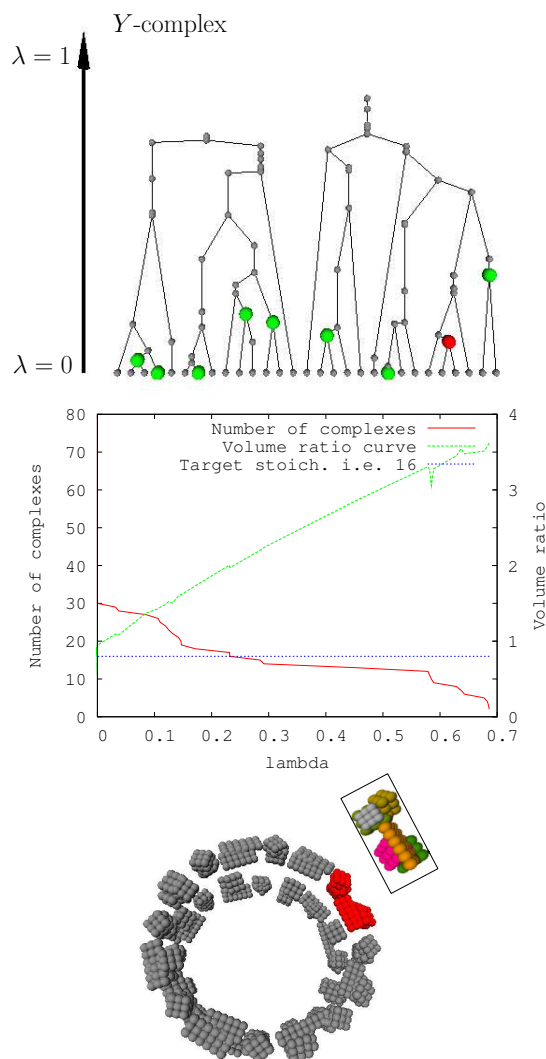 Y-complex
λ = 1
λ = 0
80
70
60
50
40
30
20
10
0
Number of complexes
Number of complexes
Volume ratio curve
Target stoich. i.e. 16
4
3
2
1
0
Volume ratio
0 0.1 0.2 0.3 0.4 0.5 0.6 0.7
lambda